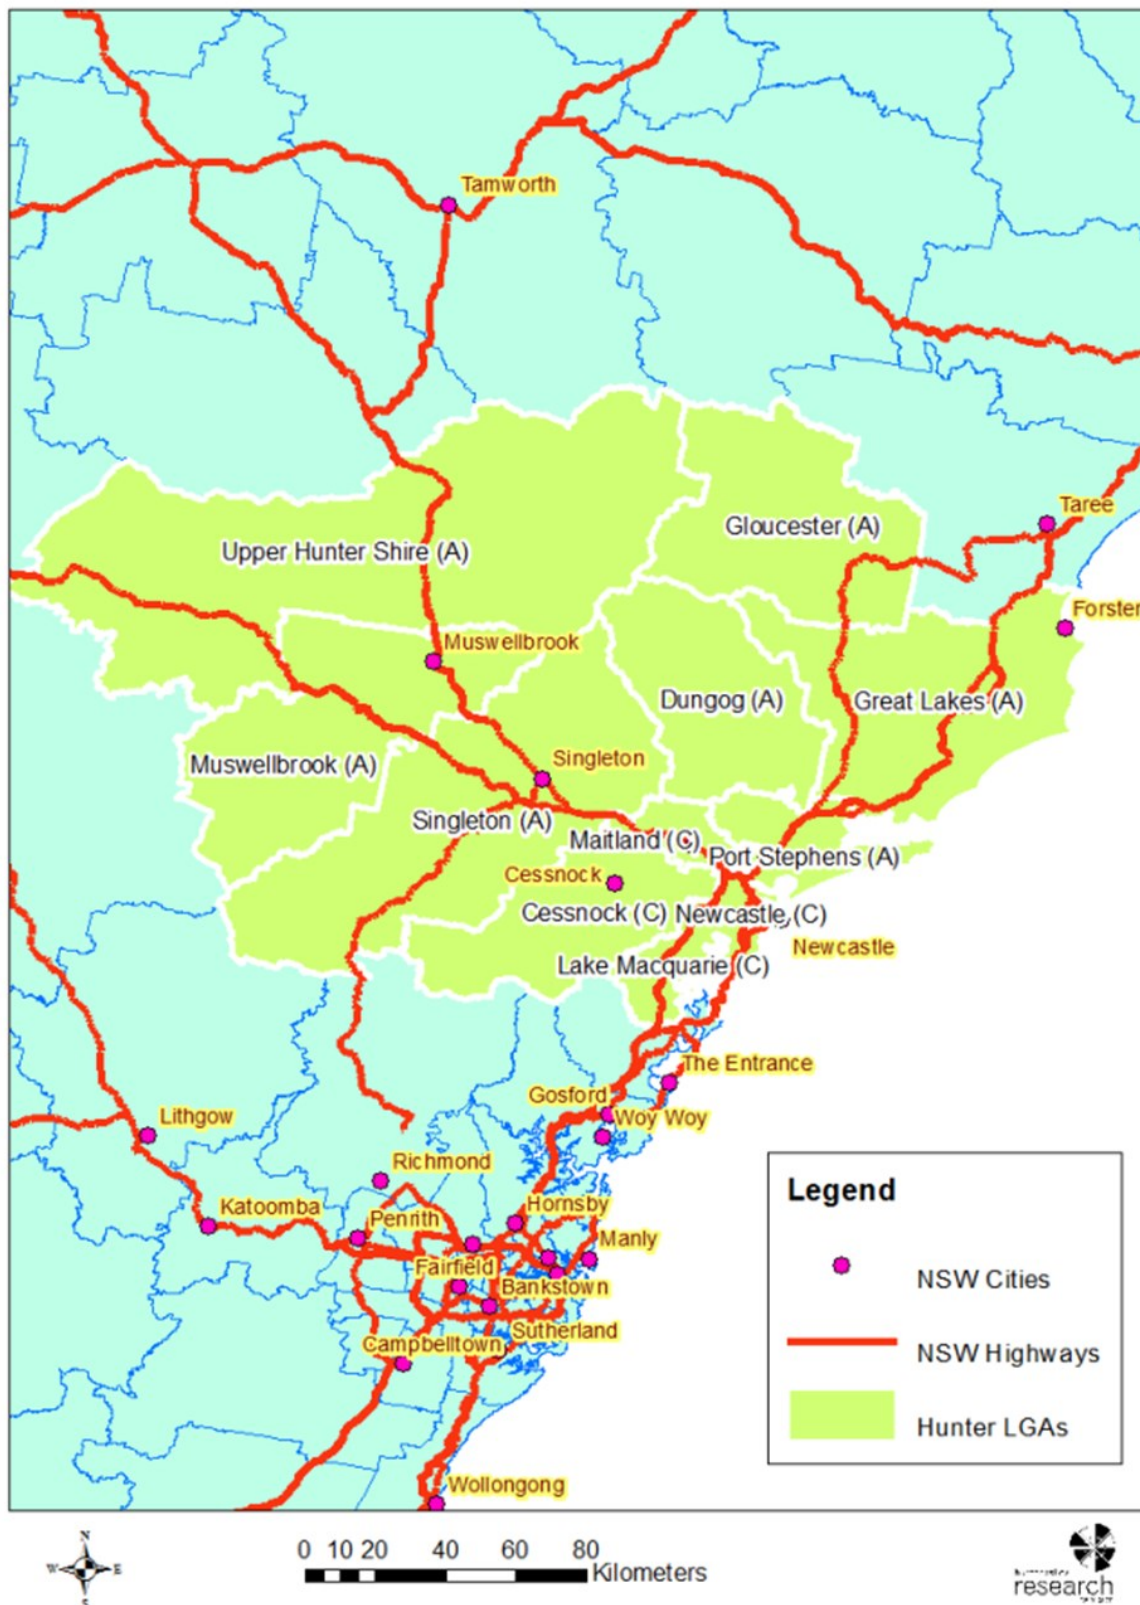 Tamworth
Taree
Gloucester (A)
Upper Hunter Shire (A)
Forster
Muswellbrook
Dungog (A)
Great Lakes (A)
Singleton
Muswellbrook (A)
Singleton (A)
Maitland (C)
Port Stephens (A)
Cessnock
Cessnock (C)
Newcastle (C)
Newcastle
Lake Macquarie (C)
The Entrance
Gosford
Woy Woy
Lithgow
Richmond
Katoomba
Penrith
Hornsby
Manly
Fairfield
Bankstown
Sutherland
Campbelltown
Wollongong
Legend
NSW Cities
NSW Highways
Hunter LGAs
N
W
E
S
0 10 20 40 60 80
Kilometers
research